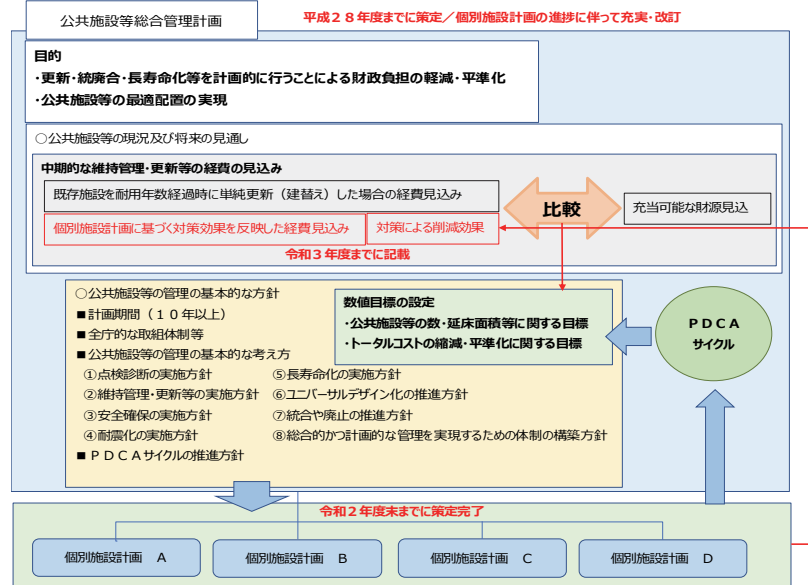 公共施設等総合管理計画
平成２８年度までに策定／個別施設計画の進捗に伴って充実・改訂
目的
・更新・統廃合・長寿命化等を計画的に行うことによる財政負担の軽減・平準化
・公共施設等の最適配置の実現
○公共施設等の現況及び将来の見通し
中期的な維持管理・更新等の経費の見込み
既存施設を耐用年数経過時に単純更新（建替え）した場合の経費見込み
個別施設計画に基づく対策効果を反映した経費見込み
対策による削減効果
比較
充当可能な財源見込
令和３年度までに記載
○公共施設等の管理の基本的な方針
■計画期間（１０年以上）
■全庁的な取組体制等
■公共施設等の管理の基本的な考え方
①点検診断の実施方針
②維持管理・更新等の実施方針
③安全確保の実施方針
④耐震化の実施方針
⑤長寿命化の実施方針
⑥ユニバーサルデザイン化の推進方針
⑦統合や廃止の推進方針
⑧総合的かつ計画的な管理を実現するための体制の構築方針
■ＰＤＣＡサイクルの推進方針
数値目標の設定
・公共施設等の数・延床面積等に関する目標
・トータルコストの縮減・平準化に関する目標
ＰＤＣＡ
サイクル
令和２年度末までに策定完了
個別施設計画　A
個別施設計画　B
個別施設計画　C
個別施設計画　D